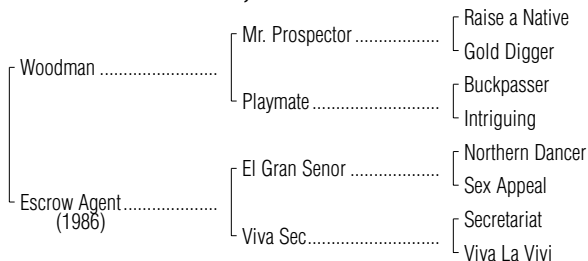 Raise a Native
Mr. Prospector ....................
Gold Digger
Woodman ............................
Buckpasser
Playmate ..............................
Intriguing
Northern Dancer
El Gran Senor .....................
Sex Appeal
Escrow Agent ......................
(1986)
Secretariat
Viva Sec ................................
Viva La Vivi